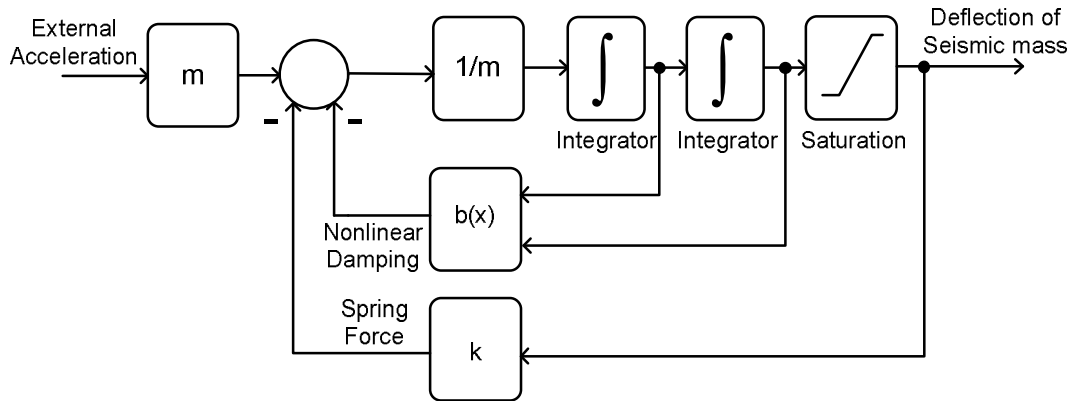 External
Acceleration
m
1/m
∫
Integrator
∫
Integrator
Saturation
Deflection of
Seismic mass
−
−
b(x)
Nonlinear
Damping
Spring
Force
k